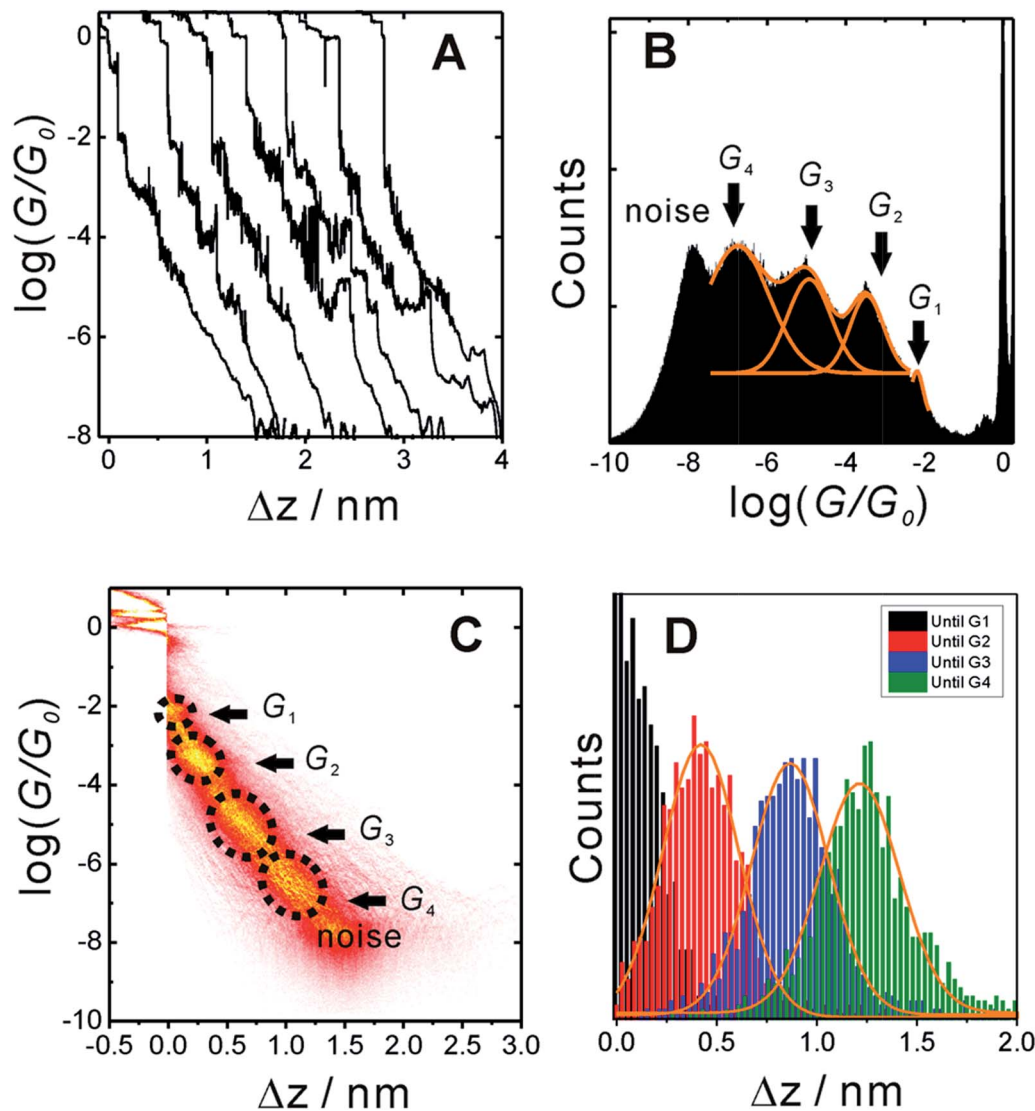 A
log(G/G₀)
0
-2
-4
-6
-8
0 1 2 3 4
Δz / nm
B
Counts
noise
G₄
G₃
G₂
G₁
-10 -8 -6 -4 -2 0
log(G/G₀)
C
log(G/G₀)
0
-2
-4
-6
-8
-10
G₁
G₂
G₃
G₄
noise
-0.5 0.0 0.5 1.0 1.5 2.0 2.5 3.0
Δz / nm
D
Counts
Until G1
Until G2
Until G3
Until G4
0.0 0.5 1.0 1.5 2.0
Δz / nm